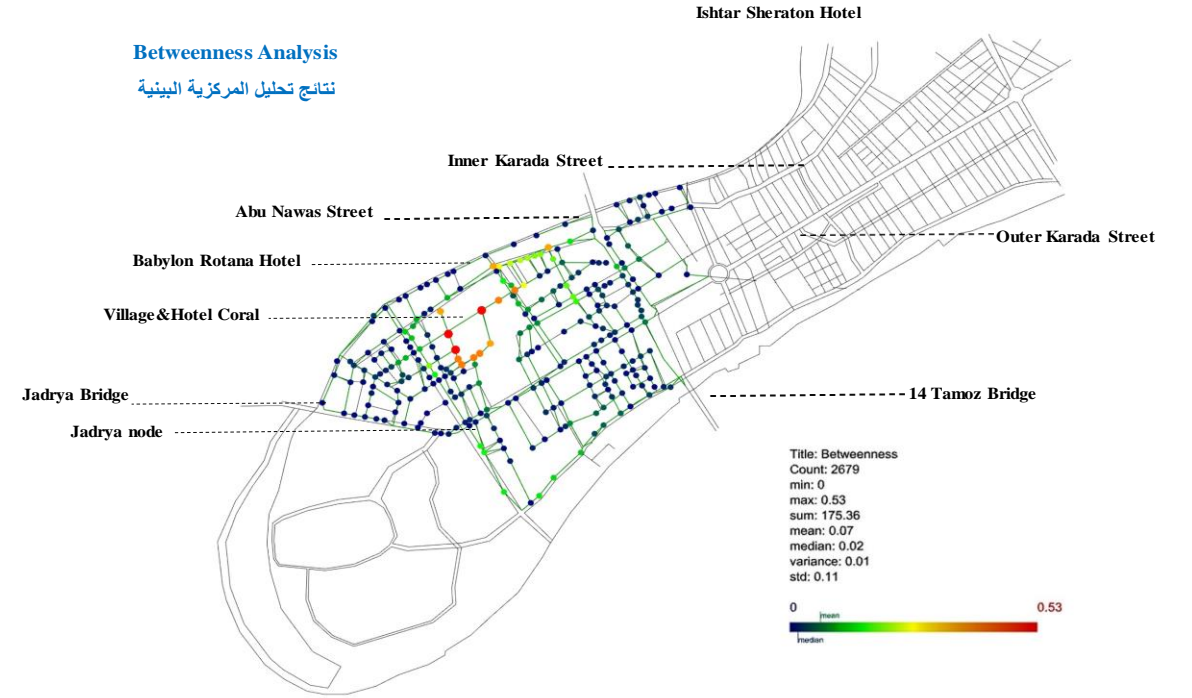 Ishtar Sheraton Hotel
Betweenness Analysis
نتائج تحليل المركزية البينية
Inner Karada Street
Abu Nawas Street
Outer Karada Street
Babylon Rotana Hotel
Village&Hotel Coral
Jadrya Bridge
14 Tamoz Bridge
Jadrya node
Title: Betweenness
Count: 2679
min: 0
max: 0.53
sum: 175.36
mean: 0.07
median: 0.02
variance: 0.01
std: 0.11
0
0.53
mean
median